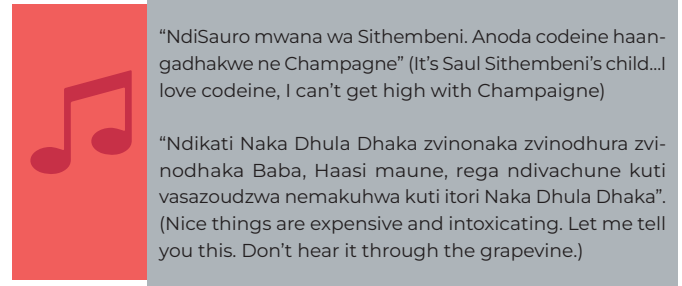 “NdiSauro mwana wa Sithembeni. Anoda codeine haan-
gadhakwe ne Champagne” (It’s Saul Sithembeni’s child...I
love codeine, I can’t get high with Champaigne)
“Ndikati Naka Dhula Dhaka zvinonaka zvinodhura zvi-
nodhaka Baba, Haasi maune, rega ndivachune kuti
vasazoudzwa nemakuhwa kuti itori Naka Dhula Dhaka”.
(Nice things are expensive and intoxicating. Let me tell
you this. Don’t hear it through the grapevine.)